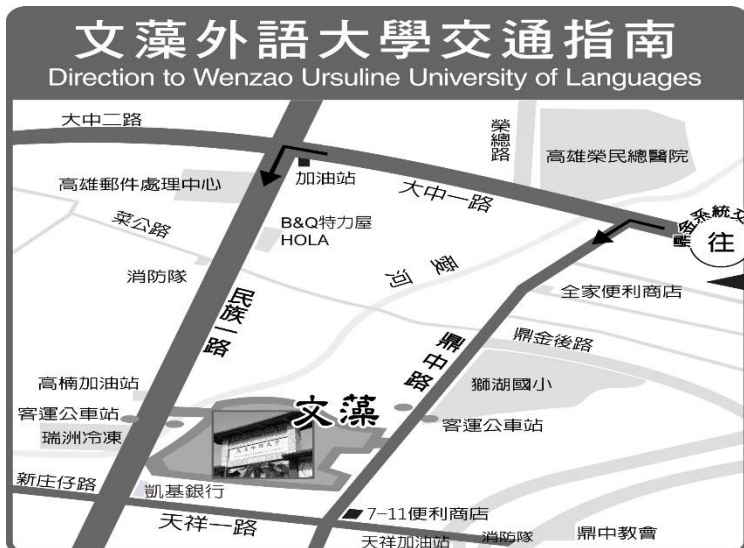 文藻外語大學交通指南
Direction to Wenzao Ursuline University of Languages
大中二路
榮總路
高雄榮民總醫院
加油站
高雄郵件處理中心
大中一路
鼎金系統交
往
菜公路
B&Q特力屋
HOLA
愛河
消防隊
全家便利商店
民族一路
鼎金後路
鼎中路
高楠加油站
獅湖國小
文藻
客運公車站
客運公車站
瑞洲冷凍
新庄仔路
凱基銀行
天祥一路
7-11便利商店
天祥加油站
消防隊
鼎中教會